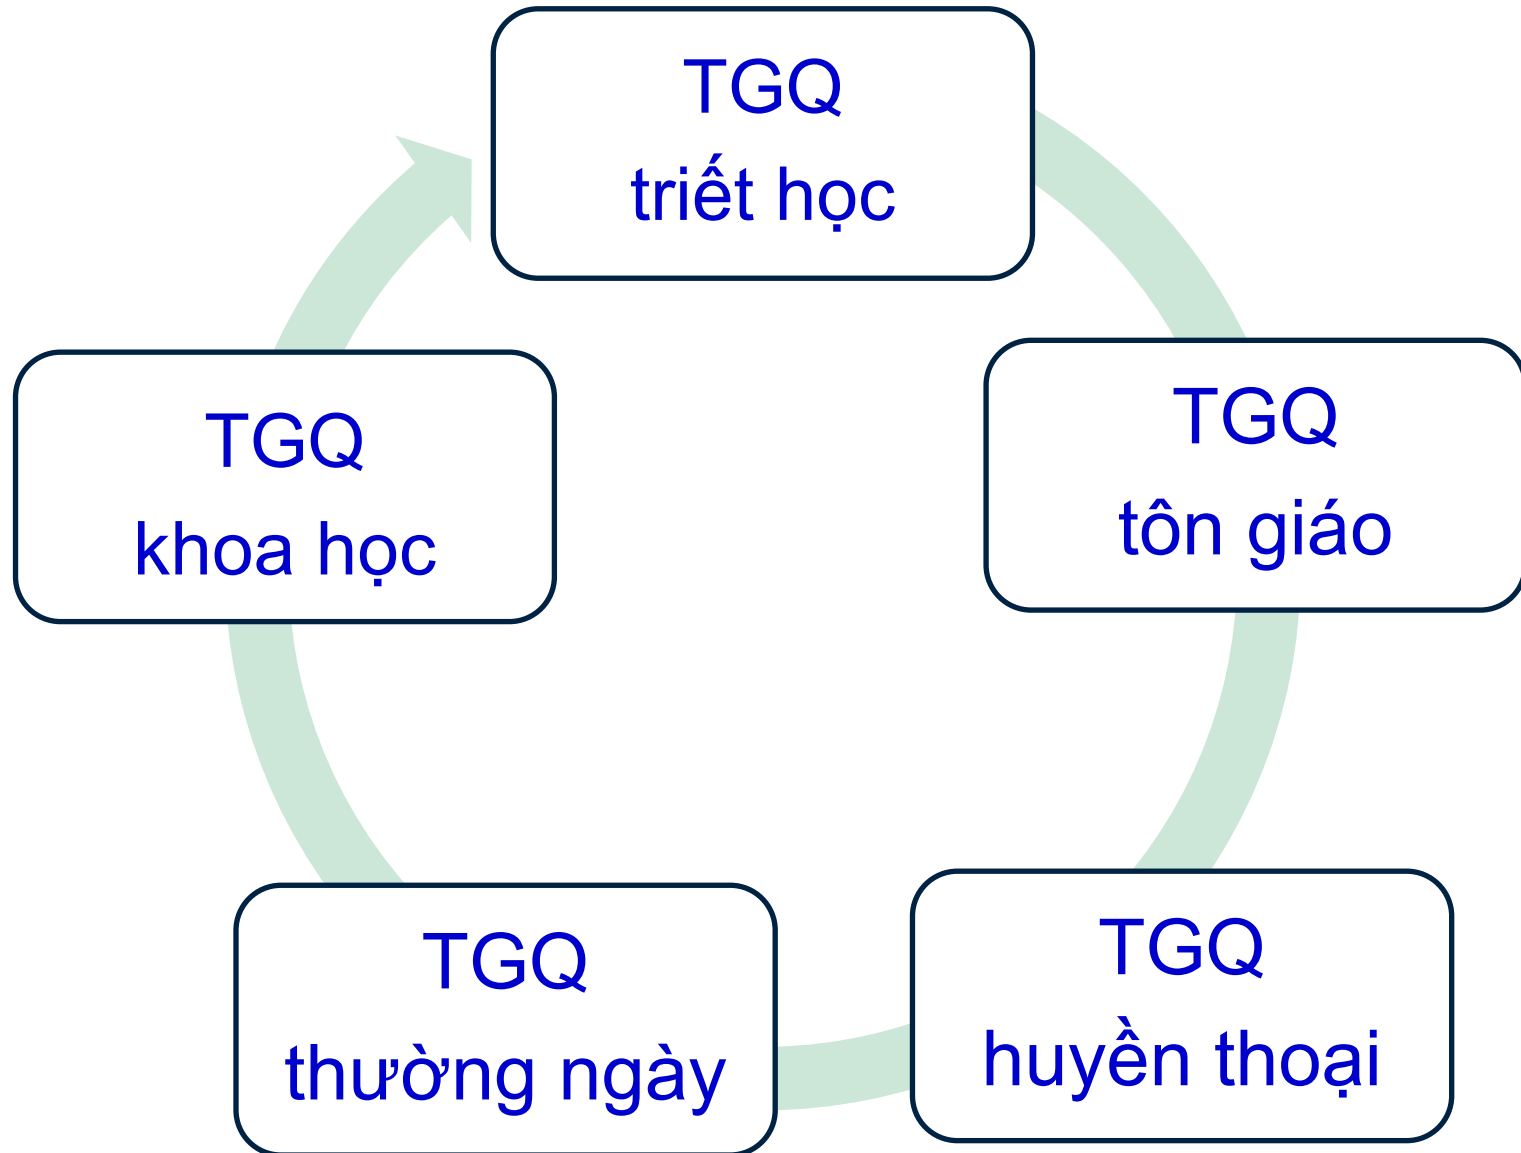 TGQ
triết học
TGQ
tôn giáo
TGQ
huyền thoại
TGQ
thường ngày
TGQ
khoa học